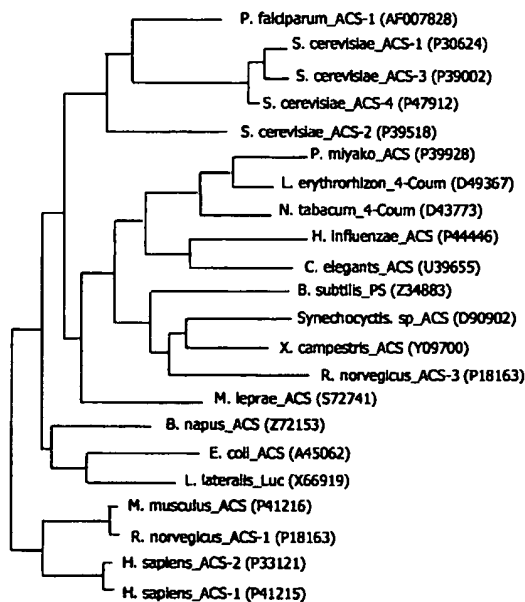 P. falciparum_ACS-1 (AF007828)
S. cerevisiae_ACS-1 (P30624)
S. cerevisiae_ACS-3 (P39002)
S. cerevisiae_ACS-4 (P47912)
S. cerevisiae_ACS-2 (P39518)
P. miyako_ACS (P39928)
L. erythrorhizon_4-Coum (D49367)
N. tabacum_4-Coum (D43773)
H. influenzae_ACS (P44446)
C. elegants_ACS (U39655)
B. subtilis_PS (Z34883)
Synechocyctis. sp_ACS (D90902)
X. campestris_ACS (Y09700)
R. norvegicus_ACS-3 (P18163)
M. leprae_ACS (S72741)
B. napus_ACS (Z72153)
E. coli_ACS (A45062)
L. lateralis_Luc (X66919)
M. musculus_ACS (P41216)
R. norvegicus_ACS-1 (P18163)
H. sapiens_ACS-2 (P33121)
H. sapiens_ACS-1 (P41215)